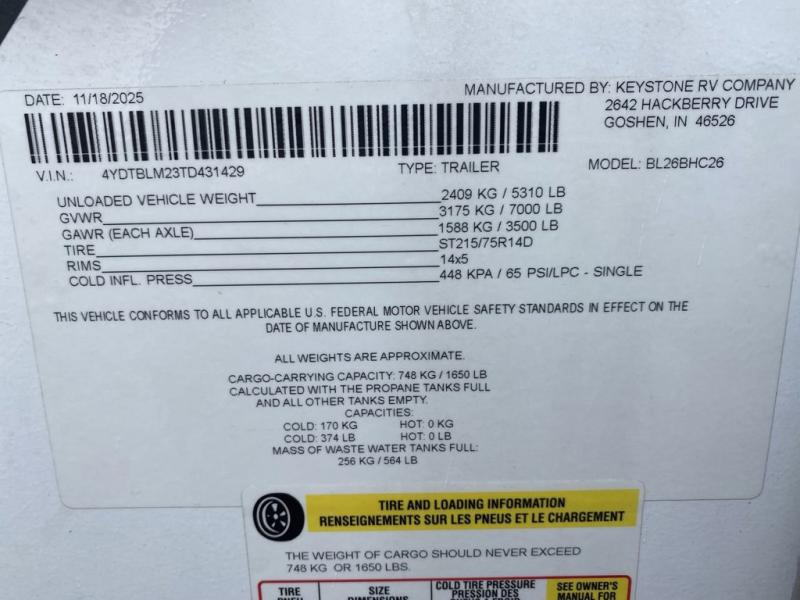 DATE: 11/18/2025
MANUFACTURED BY: KEYSTONE RV COMPANY
2642 HACKBERRY DRIVE
GOSHEN, IN 46526
V.I.N.: 4YDTBLM23TD431429 TYPE: TRAILER MODEL: BL26BHC26
UNLOADED VEHICLE WEIGHT 2409 KG / 5310 LB
GVWR 3175 KG / 7000 LB
GAWR (EACH AXLE) 1588 KG / 3500 LB
TIRE ST215/75R14D
RIMS 14x5
COLD INFL. PRESS 448 KPA / 65 PSI/LPC - SINGLE
THIS VEHICLE CONFORMS TO ALL APPLICABLE U.S. FEDERAL MOTOR VEHICLE SAFETY STANDARDS IN EFFECT ON THE
DATE OF MANUFACTURE SHOWN ABOVE.
ALL WEIGHTS ARE APPROXIMATE.
CARGO-CARRYING CAPACITY: 748 KG / 1650 LB
CALCULATED WITH THE PROPANE TANKS FULL
AND ALL OTHER TANKS EMPTY.
CAPACITIES:
COLD: 170 KG HOT: 0 KG
COLD: 374 LB HOT: 0 LB
MASS OF WASTE WATER TANKS FULL:
256 KG / 564 LB
TIRE AND LOADING INFORMATION
RENSEIGNEMENTS SUR LES PNEUS ET LE CHARGEMENT
THE WEIGHT OF CARGO SHOULD NEVER EXCEED
748 KG OR 1650 LBS.
TIRE SIZE COLD TIRE PRESSURE SEE OWNER'S
PRESSION DES MANUAL FOR